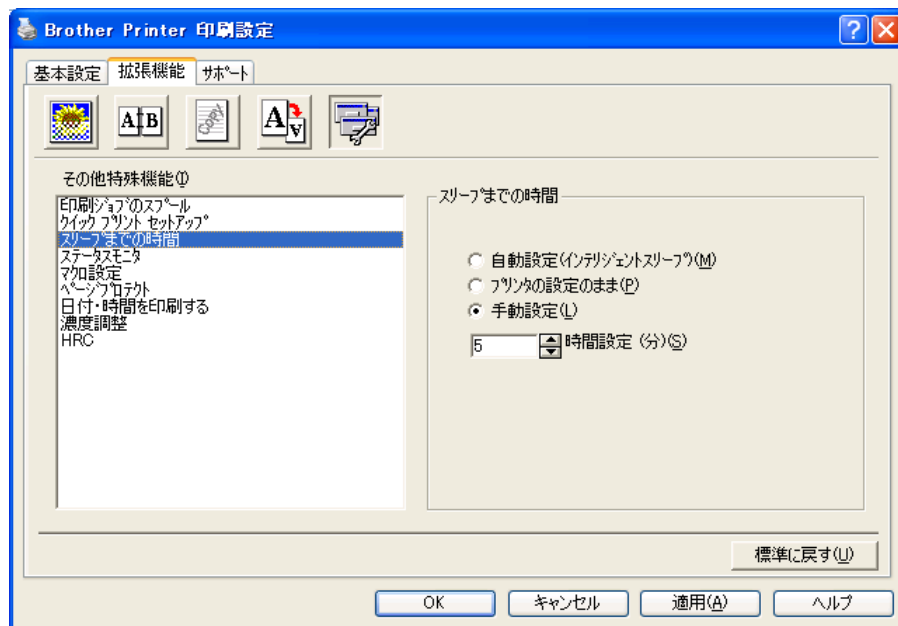 Brother Printer 印刷設定
基本設定 拡張機能 ｻﾎﾟｰﾄ
A B
Copy
A A
その他特殊機能(I)
印刷ｼﾞｮﾌﾞのｽﾌﾟｰﾙ
ｸｲｯｸ ﾌﾟﾘﾝﾄ ｾｯﾄｱｯﾌﾟ
ｽﾘｰﾌﾟまでの時間
ｽﾃｰﾀｽﾓﾆﾀ
ﾏｸﾛ設定
ﾍﾟｰｼﾞﾌﾟﾛﾃｸﾄ
日付･時間を印刷する
濃度調整
HRC
ｽﾘｰﾌﾟまでの時間
自動設定(ｲﾝﾃﾘｼﾞｪﾝﾄｽﾘｰﾌﾟ)(M)
ﾌﾟﾘﾝﾀの設定のまま(P)
手動設定(L)
5 時間設定 (分)(S)
標準に戻す(U)
OK キャンセル 適用(A) ヘルプ